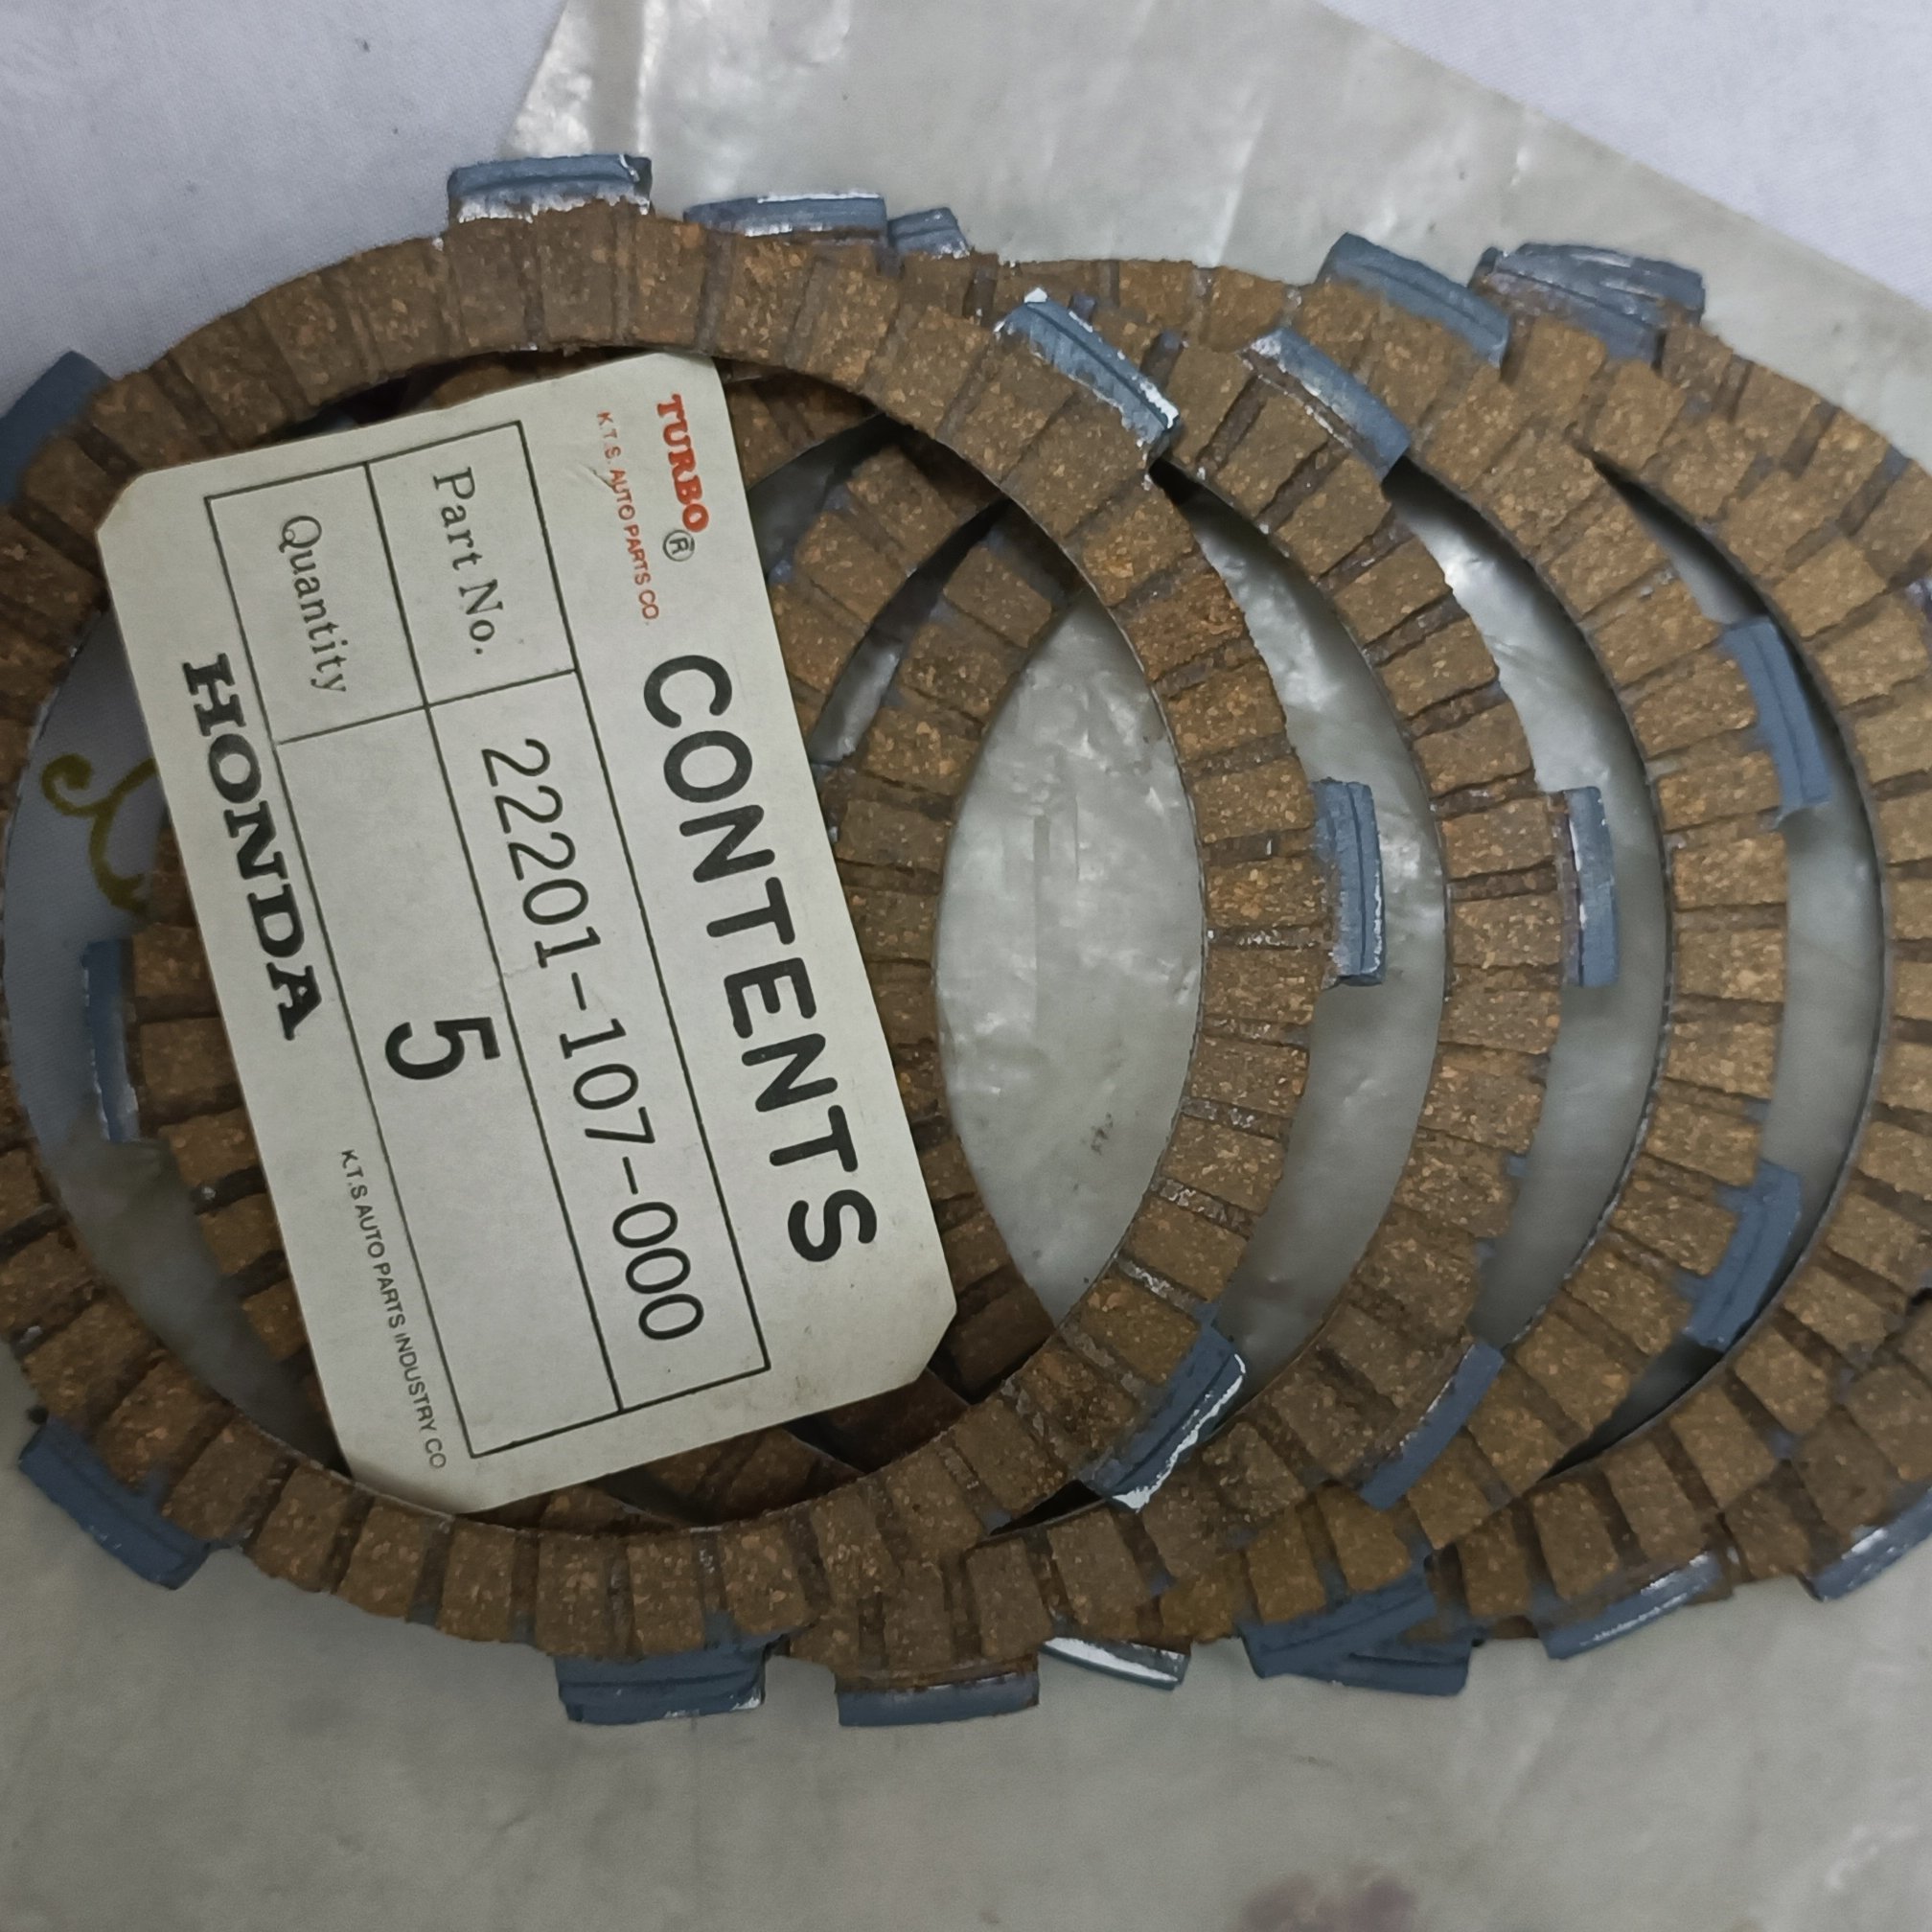 TURBO®
K.T.S. AUTO PARTS CO.
CONTENTS
Part No. 22201-107-000
Quantity 5
HONDA K.T.S AUTO PARTS INDUSTRY CO